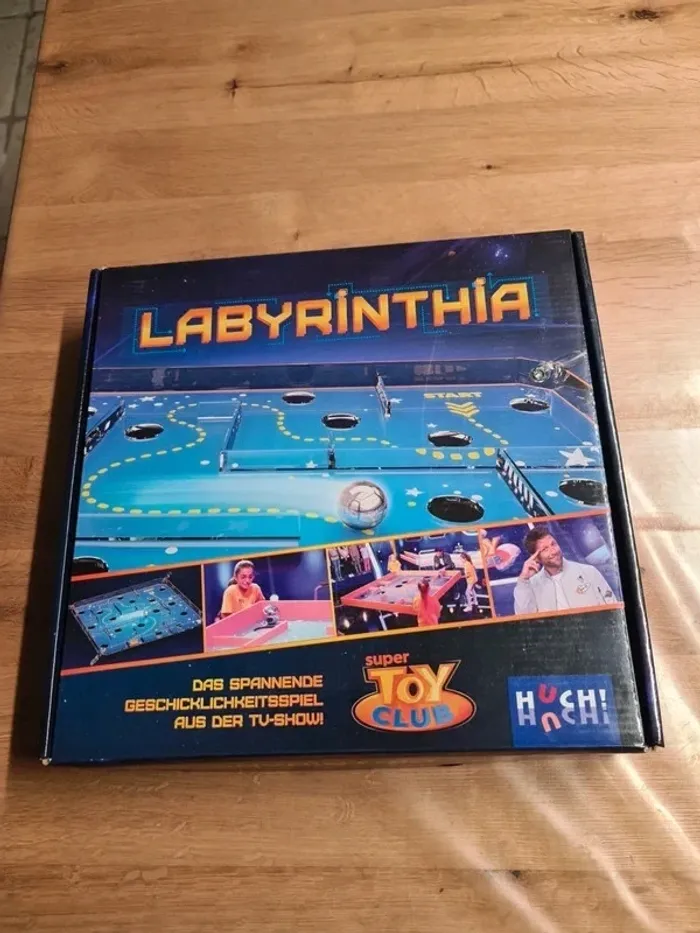 LABYRINTHIA
START
DAS SPANNENDE
GESCHICKLICHKEITSSPIEL
AUS DER TV-SHOW!
super
TOY
CLUB
HUCH!